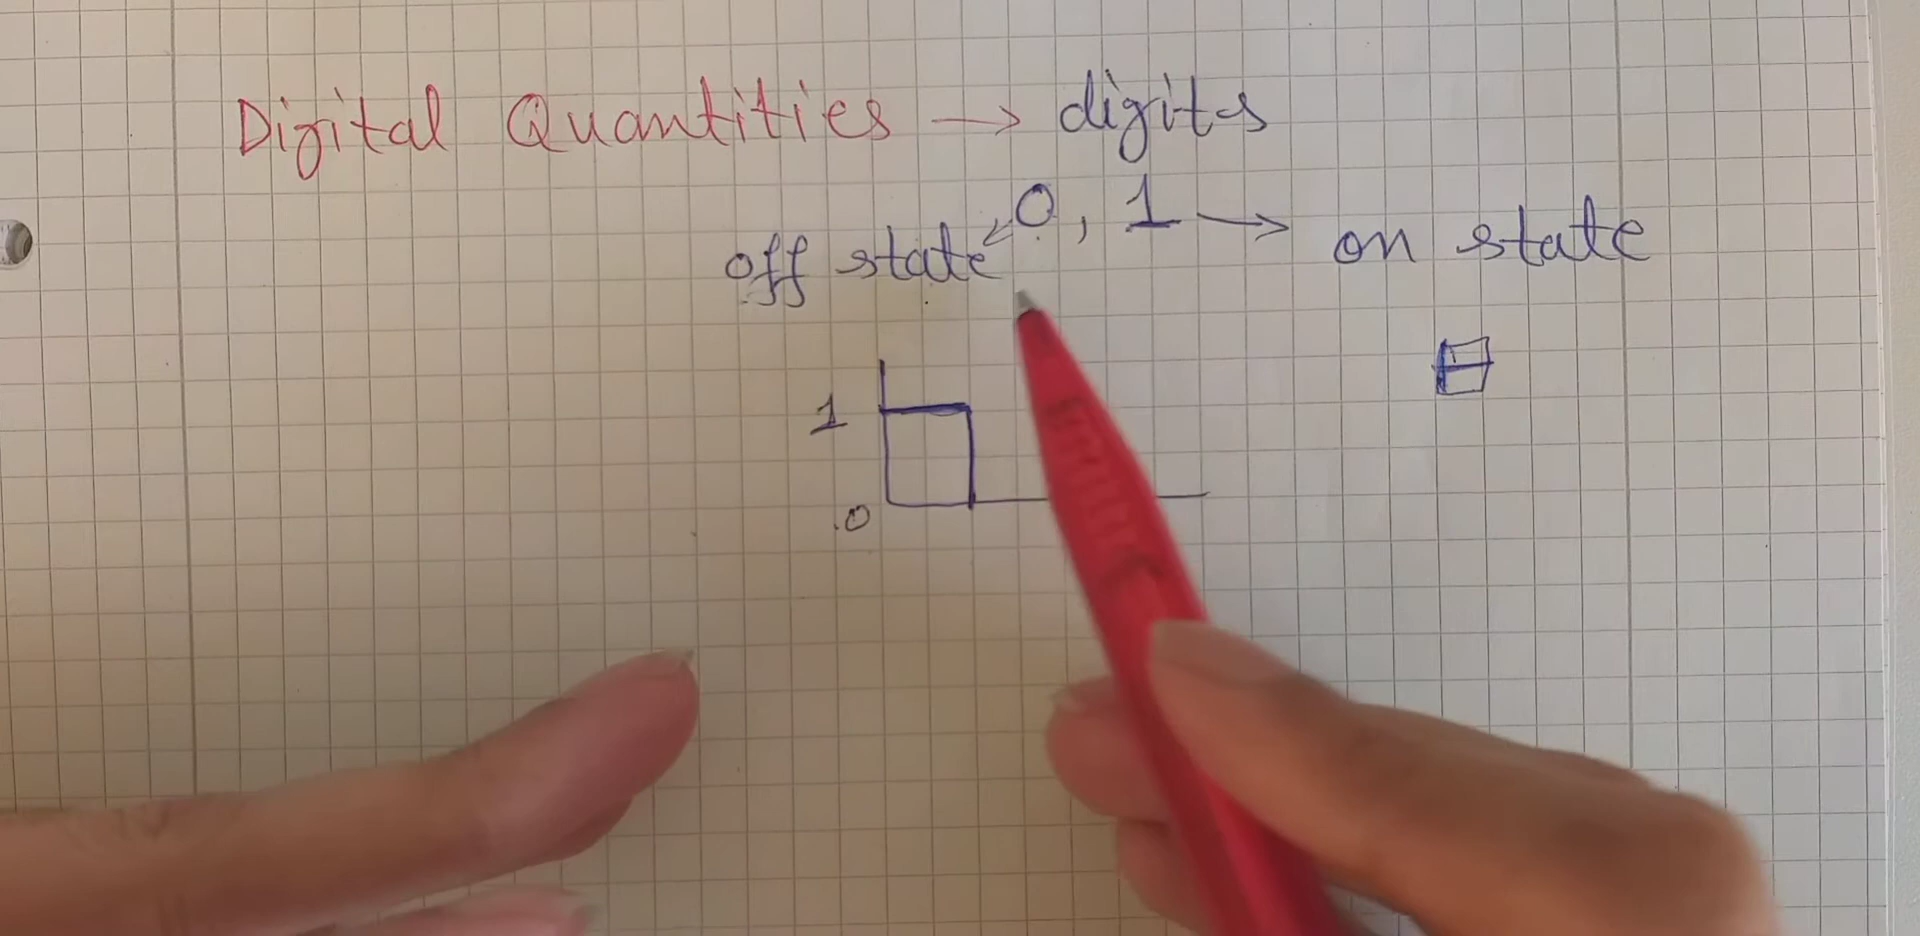 Digital Quantities → digits
0, 1 → on state
off state
1
0